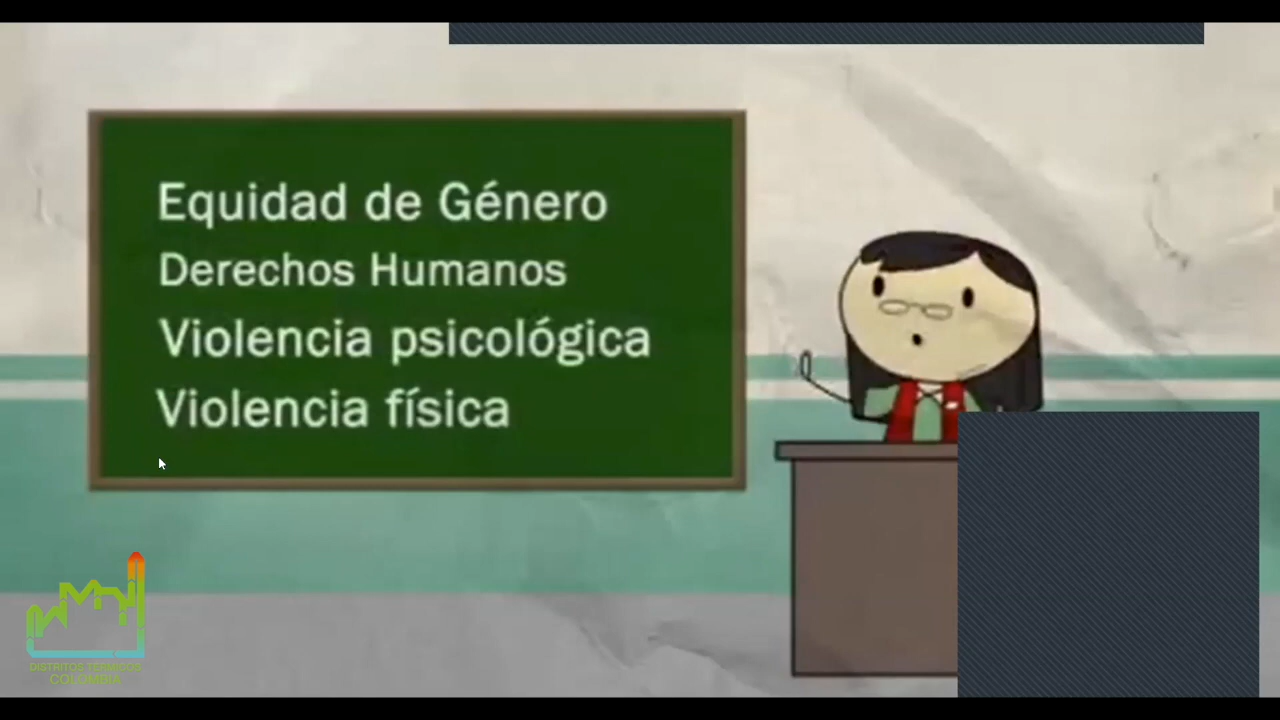 Equidad de Género
Derechos Humanos
Violencia psicológica
Violencia física
DISTRITOS TÉRMICOS
COLOMBIA